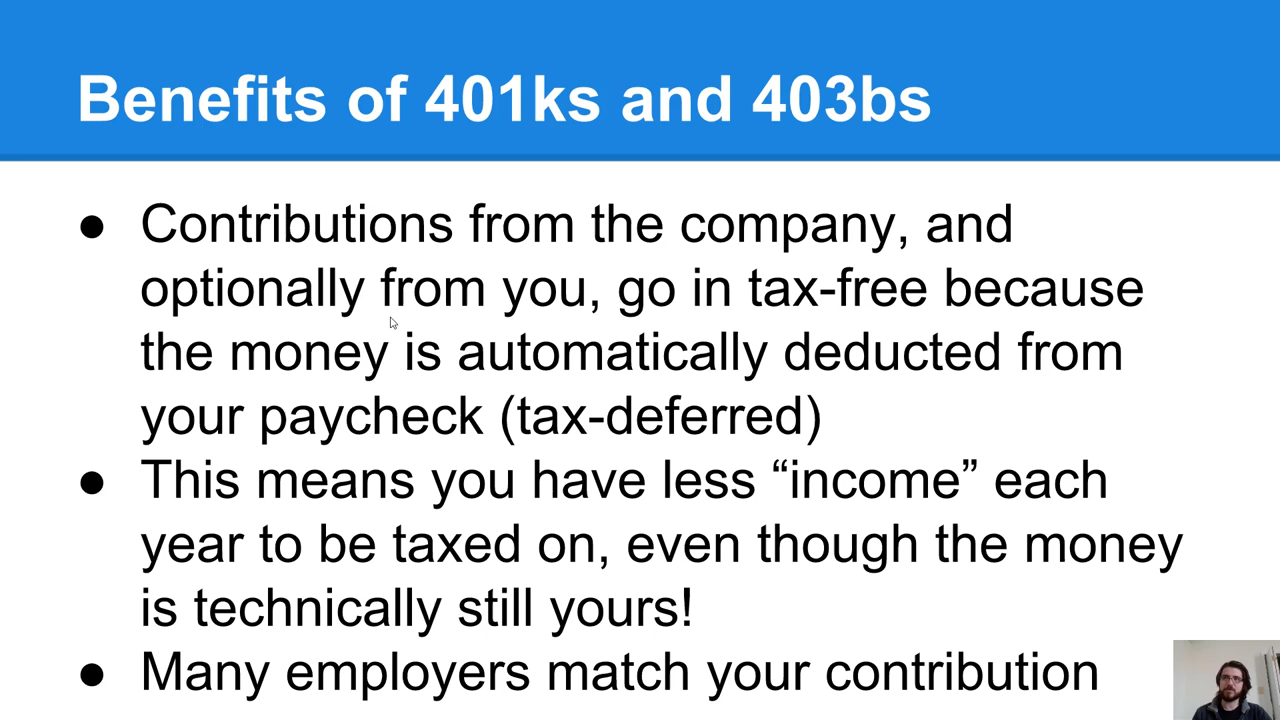 Benefits of 401ks and 403bs
● Contributions from the company, and
optionally from you, go in tax-free because
the money is automatically deducted from
your paycheck (tax-deferred)
● This means you have less “income” each
year to be taxed on, even though the money
is technically still yours!
● Many employers match your contribution